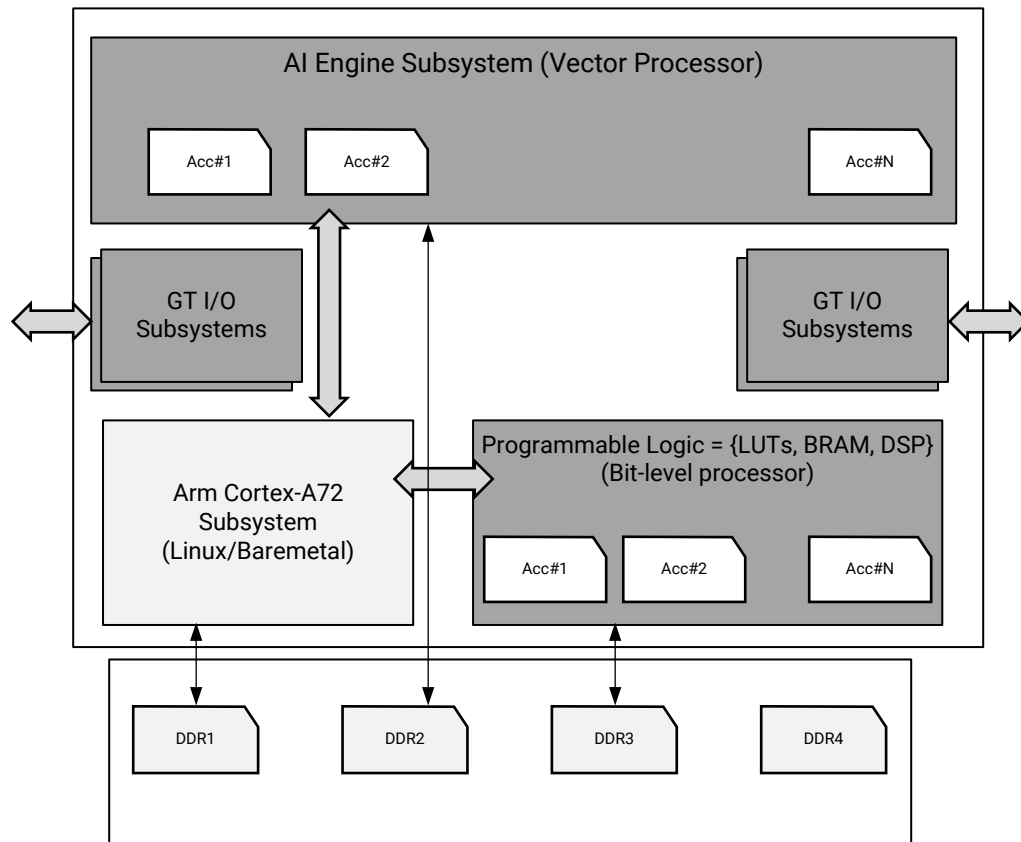 AI Engine Subsystem (Vector Processor)
Acc#1
Acc#2
Acc#N
GT I/O
Subsystems
GT I/O
Subsystems
Arm Cortex-A72
Subsystem
(Linux/Baremetal)
Programmable Logic = {LUTs, BRAM, DSP}
(Bit-level processor)
Acc#1
Acc#2
Acc#N
DDR1
DDR2
DDR3
DDR4